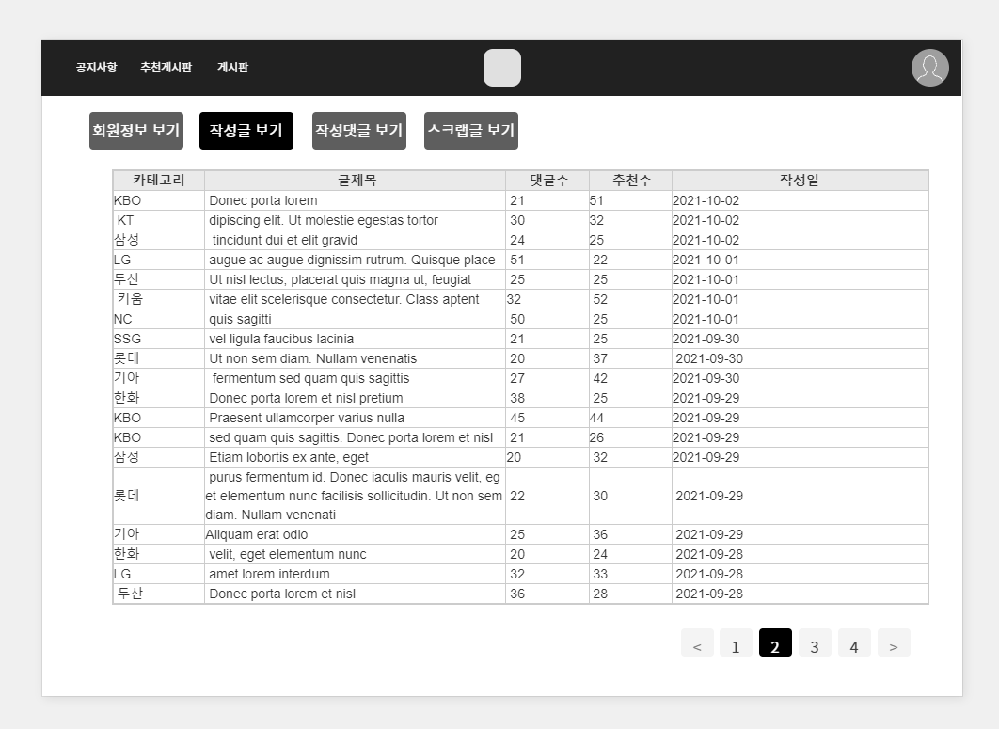 공지사항 추천게시판 게시판
회원정보 보기 작성글 보기 작성댓글 보기 스크랩글 보기
카테고리 글제목 댓글수 추천수 작성일
KBO Donec porta lorem 21 51 2021-10-02
KT dipiscing elit. Ut molestie egestas tortor 30 32 2021-10-02
삼성 tincidunt dui et elit gravid 24 25 2021-10-02
LG augue ac augue dignissim rutrum. Quisque place 51 22 2021-10-01
두산 Ut nisl lectus, placerat quis magna ut, feugiat 25 25 2021-10-01
키움 vitae elit scelerisque consectetur. Class aptent 32 52 2021-10-01
NC quis sagitti 50 25 2021-10-01
SSG vel ligula faucibus lacinia 21 25 2021-09-30
롯데 Ut non sem diam. Nullam venenatis 20 37 2021-09-30
기아 fermentum sed quam quis sagittis 27 42 2021-09-30
한화 Donec porta lorem et nisl pretium 38 25 2021-09-29
KBO Praesent ullamcorper varius nulla 45 44 2021-09-29
KBO sed quam quis sagittis. Donec porta lorem et nisl 21 26 2021-09-29
삼성 Etiam lobortis ex ante, eget 20 32 2021-09-29
purus fermentum id. Donec iaculis mauris velit, eg
롯데 et elementum nunc facilisis sollicitudin. Ut non sem 22 30 2021-09-29
diam. Nullam venenati
기아 Aliquam erat odio 25 36 2021-09-29
한화 velit, eget elementum nunc 20 24 2021-09-28
LG amet lorem interdum 32 33 2021-09-28
두산 Donec porta lorem et nisl 36 28 2021-09-28
< 1 2 3 4 >